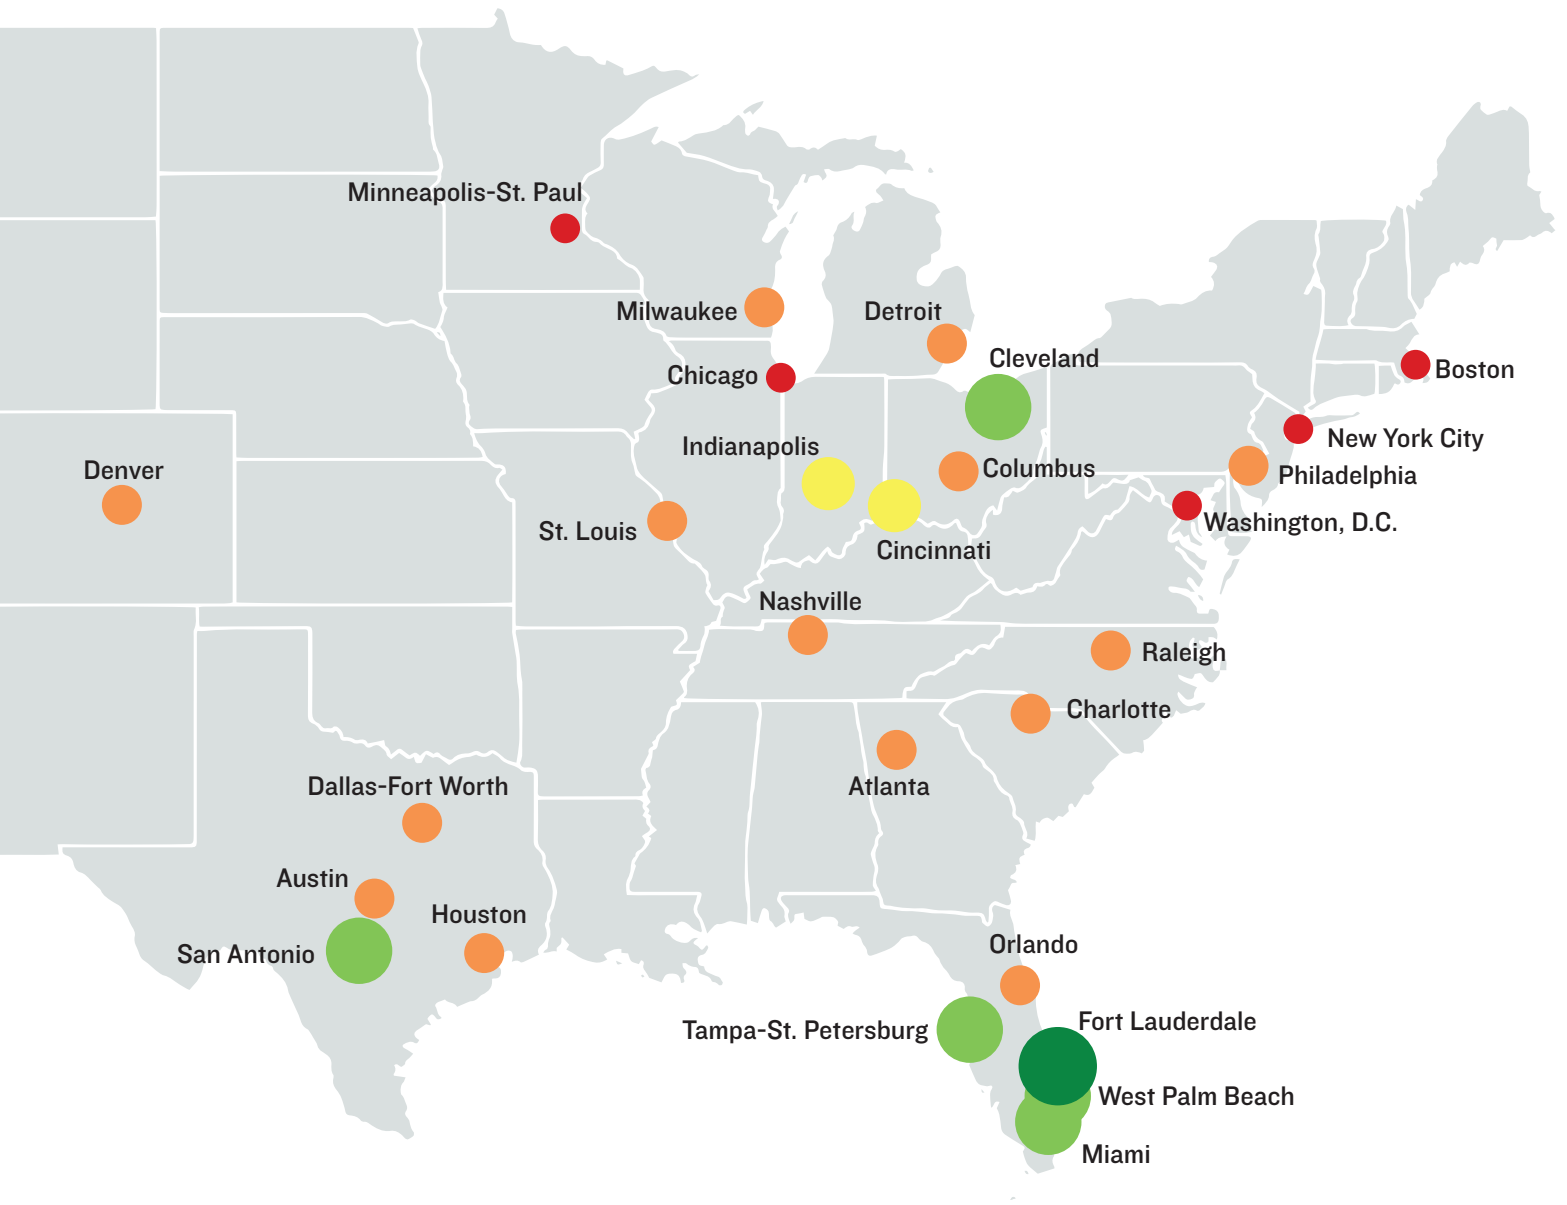 Minneapolis-St. Paul
Milwaukee
Detroit
Cleveland
Chicago
Boston
New York City
Indianapolis
Denver
Columbus
Philadelphia
St. Louis
Washington, D.C.
Cincinnati
Nashville
Raleigh
Charlotte
Dallas-Fort Worth
Atlanta
Austin
Houston
San Antonio
Orlando
Fort Lauderdale
Tampa-St. Petersburg
West Palm Beach
Miami